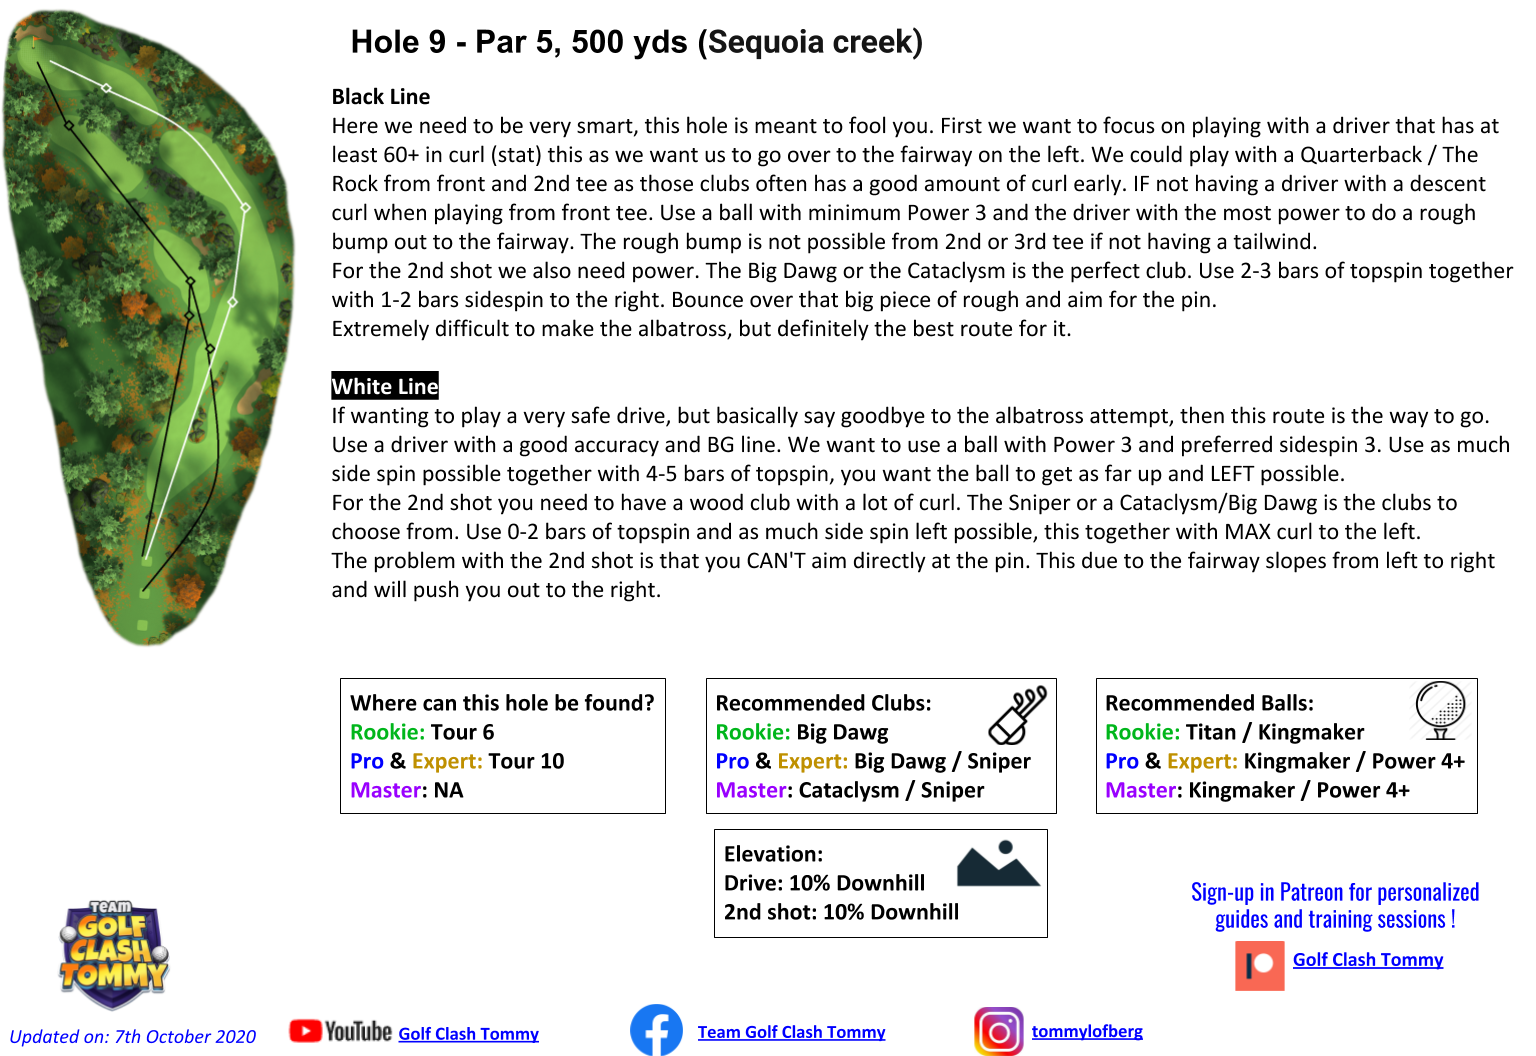 Hole 9 - Par 5, 500 yds (Sequoia creek)
Black Line
Here we need to be very smart, this hole is meant to fool you. First we want to focus on playing with a driver that has at
least 60+ in curl (stat) this as we want us to go over to the fairway on the left. We could play with a Quarterback / The
Rock from front and 2nd tee as those clubs often has a good amount of curl early. IF not having a driver with a descent
curl when playing from front tee. Use a ball with minimum Power 3 and the driver with the most power to do a rough
bump out to the fairway. The rough bump is not possible from 2nd or 3rd tee if not having a tailwind.
For the 2nd shot we also need power. The Big Dawg or the Cataclysm is the perfect club. Use 2-3 bars of topspin together
with 1-2 bars sidespin to the right. Bounce over that big piece of rough and aim for the pin.
Extremely difficult to make the albatross, but definitely the best route for it.
White Line
If wanting to play a very safe drive, but basically say goodbye to the albatross attempt, then this route is the way to go.
Use a driver with a good accuracy and BG line. We want to use a ball with Power 3 and preferred sidespin 3. Use as much
side spin possible together with 4-5 bars of topspin, you want the ball to get as far up and LEFT possible.
For the 2nd shot you need to have a wood club with a lot of curl. The Sniper or a Cataclysm/Big Dawg is the clubs to
choose from. Use 0-2 bars of topspin and as much side spin left possible, this together with MAX curl to the left.
The problem with the 2nd shot is that you CAN'T aim directly at the pin. This due to the fairway slopes from left to right
and will push you out to the right.
Where can this hole be found?
Rookie: Tour 6
Pro & Expert: Tour 10
Master: NA
Recommended Clubs:
Rookie: Big Dawg
Pro & Expert: Big Dawg / Sniper
Master: Cataclysm / Sniper
Recommended Balls:
Rookie: Titan / Kingmaker
Pro & Expert: Kingmaker / Power 4+
Master: Kingmaker / Power 4+
Elevation:
Drive: 10% Downhill
2nd shot: 10% Downhill
Sign-up in Patreon for personalized
guides and training sessions !
Golf Clash Tommy
TEAM
GOLF
CLASH
TOMMY
Updated on: 7th October 2020
YouTube Golf Clash Tommy
Team Golf Clash Tommy
tommylofberg